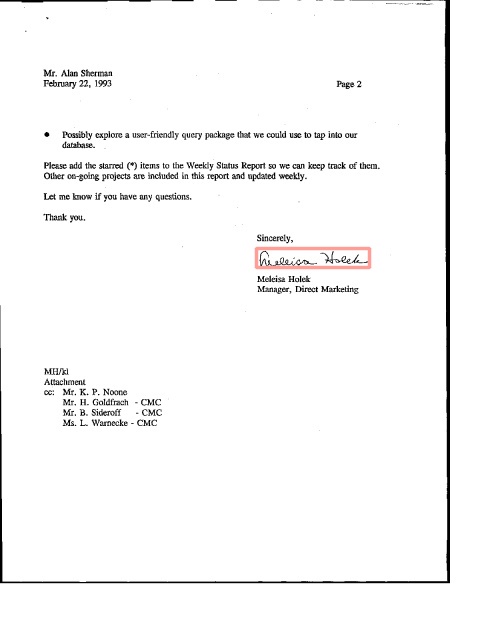 Mr. Alan Sherman
February 22, 1993
Page 2
● Possibly explore a user-friendly query package that we could use to tap into our
database.
Please add the starred (*) items to the Weekly Status Report so we can keep track of them.
Other on-going projects are included in this report and updated weekly.
Let me know if you have any questions.
Thank you.
Sincerely,
Meleisa Holek
Meleisa Holek
Manager, Direct Marketing
MH/ki
Attachment
cc: Mr. K. P. Noone
Mr. H. Goldfrach - CMC
Mr. B. Sideroff - CMC
Ms. L. Warnecke - CMC